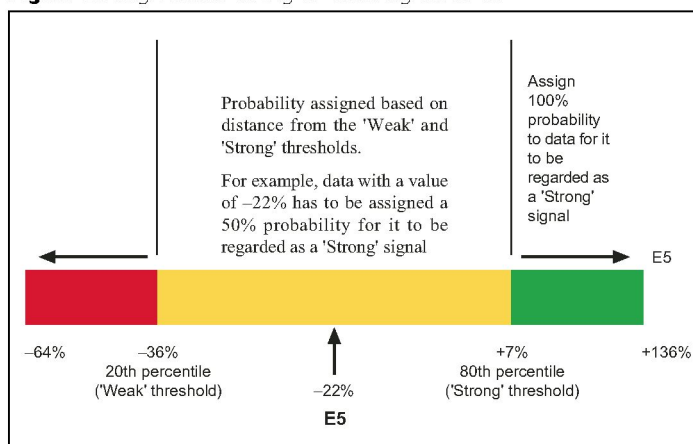 Probability assigned based on
distance from the 'Weak' and
'Strong' thresholds.
For example, data with a value
of –22% has to be assigned a
50% probability for it to be
regarded as a 'Strong' signal
Assign
100%
probability
to data for it
to be
regarded as
a 'Strong'
signal
E5
–64%
–36%
20th percentile
('Weak' threshold)
–22%
E5
+7%
80th percentile
('Strong' threshold)
+136%